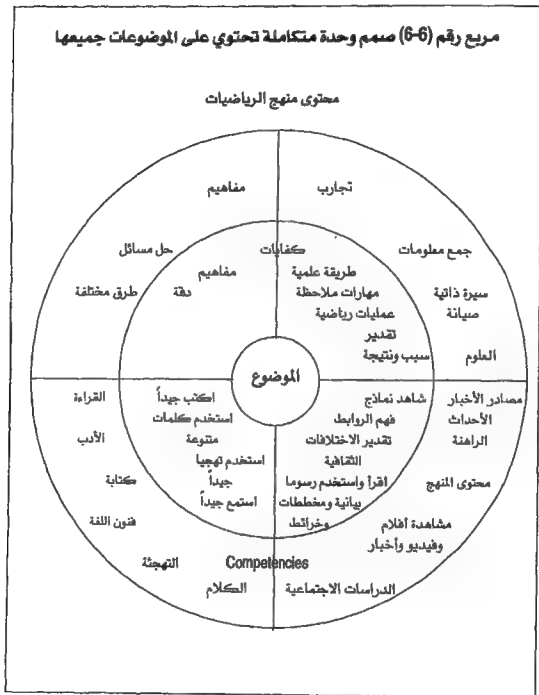 مربع رقم (6-6) صمم وحدة متكاملة تحتوي على الموضوعات جميعها
محتوى منهج الرياضيات
تجارب
جمع معلومات
سيرة ذاتية
صيانة
العلوم
مفاهيم
حل مسائل
طرق مختلفة
كفايات
طريقة علمية
مهارات ملاحظة
عمليات رياضية
تقدير
سبب ونتيجة
مفاهيم
دقة
الموضوع
مصادر الأخبار
الأحداث
الراهنة
محتوى المنهج
مشاهدة أفلام
وفيديو وأخبار
الدراسات الاجتماعية
شاهد نماذج
فهم الروابط
تقدير الاختلافات
الثقافية
اقرأ واستخدم رسوما
بيانية ومخططات
وخرائط
اكتب جيداً
استخدم كلمات
متنوعة
استخدم تهجيا
جيداً
استمع جيداً
القراءة
الأدب
كتابة
فنون اللغة
التهجئة
الكلام
Competencies